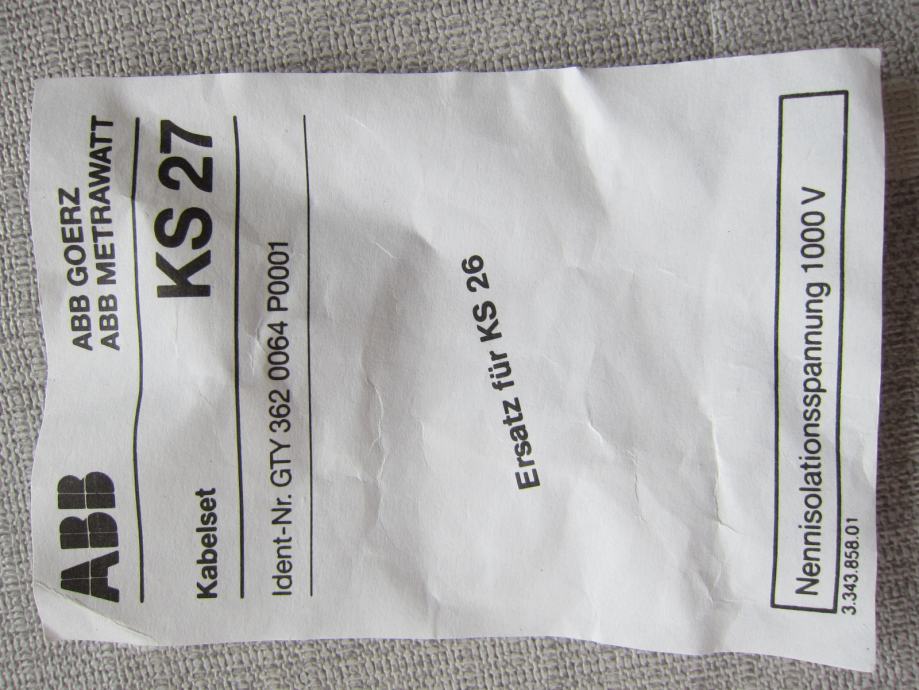 ABB
ABB GOERZ
ABB METRAWATT
Kabelset KS 27
Ident-Nr. GTY 362 0064 P0001
Ersatz für KS 26
Nennisolationsspannung 1000 V
3.343.858.01